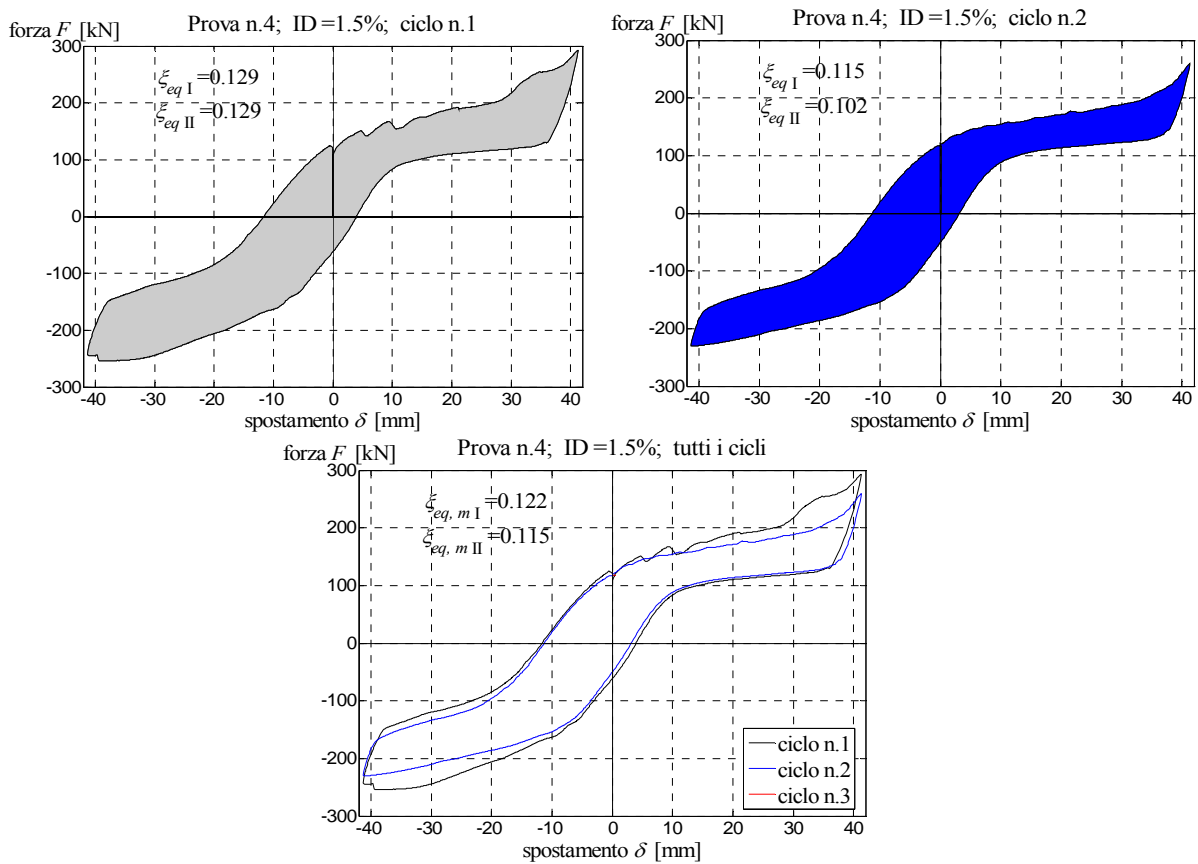 forza F [kN]
Prova n.4; ID =1.5%; ciclo n.1
ξeq I =0.129
ξeq II =0.129
300
200
100
0
-100
-200
-300
-40 -30 -20 -10 0 10 20 30 40
spostamento δ [mm]
forza F [kN]
Prova n.4; ID =1.5%; ciclo n.2
ξeq I =0.115
ξeq II =0.102
300
200
100
0
-100
-200
-300
-40 -30 -20 -10 0 10 20 30 40
spostamento δ [mm]
forza F [kN]
Prova n.4; ID =1.5%; tutti i cicli
ξeq, m I =0.122
ξeq, m II =0.115
300
200
100
0
-100
-200
-300
ciclo n.1
ciclo n.2
ciclo n.3
-40 -30 -20 -10 0 10 20 30 40
spostamento δ [mm]